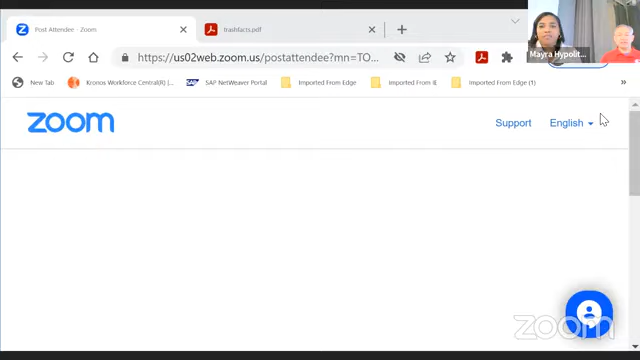 Post Attendee - Zoom
trashfacts.pdf
https://us02web.zoom.us/postattendee?mn=TO...
New Tab
Kronos Workforce Central(R)
SAP
SAP NetWeaver Portal
Imported From Edge
Imported From IE
Imported From Edge (1)
Mayra Hypolit...
zoom
Support
English
zoom